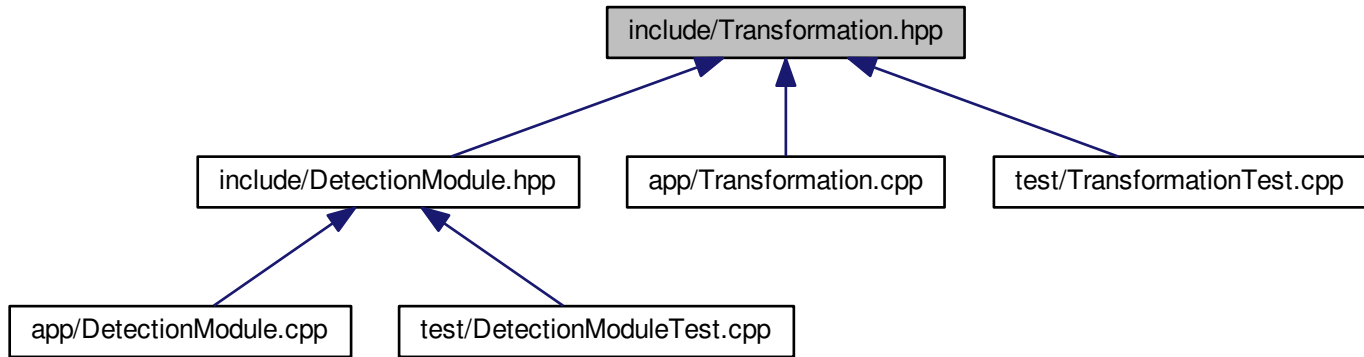 include/Transformation.hpp
include/DetectionModule.hpp
app/Transformation.cpp
test/TransformationTest.cpp
app/DetectionModule.cpp
test/DetectionModuleTest.cpp